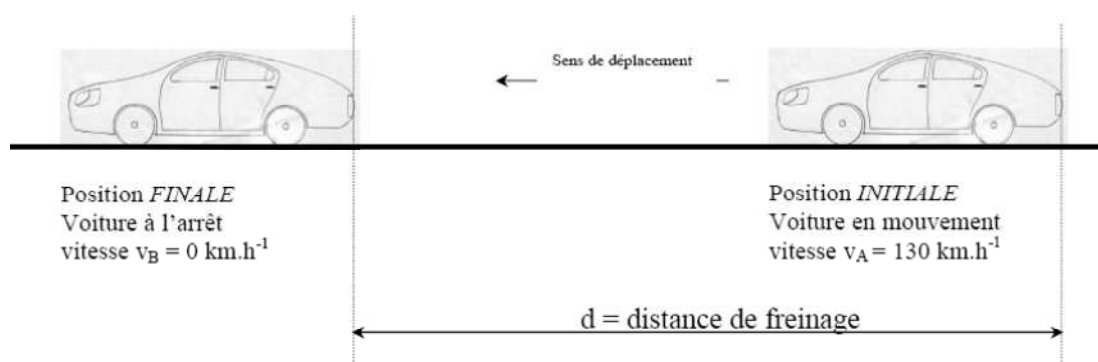 Sens de déplacement
Position FINALE
Voiture à l'arrêt
vitesse vB = 0 km.h-1
Position INITIALE
Voiture en mouvement
vitesse vA = 130 km.h-1
d = distance de freinage